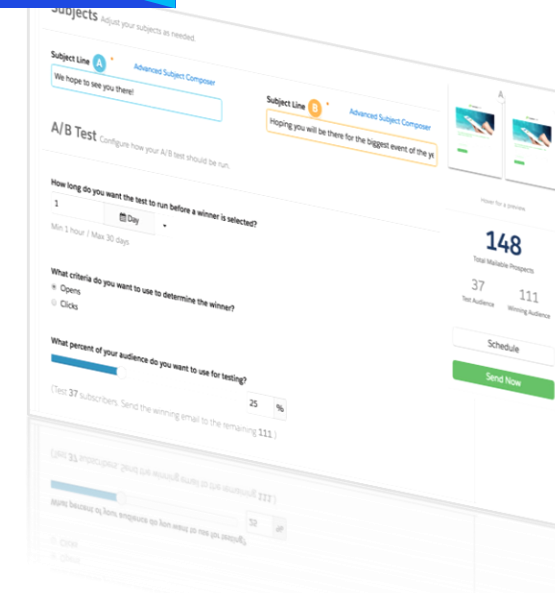 Subjects Adjust your subjects as needed.
Subject Line A * Advanced Subject Composer
We hope to see you there!
Subject Line B * Advanced Subject Composer
Hoping you will be there for the biggest event of the ye
A/B Test Configure how your A/B test should be run.
How long do you want the test to run before a winner is selected?
1 Day
Min 1 hour / Max 30 days
What criteria do you want to use to determine the winner?
Opens
Clicks
What percent of your audience do you want to use for testing?
25 %
(Test 37 subscribers. Send the winning email to the remaining 111.)
A
Hover for a preview
148
Total Mailable Prospects
37 111
Test Audience Winning Audience
Schedule
Send Now